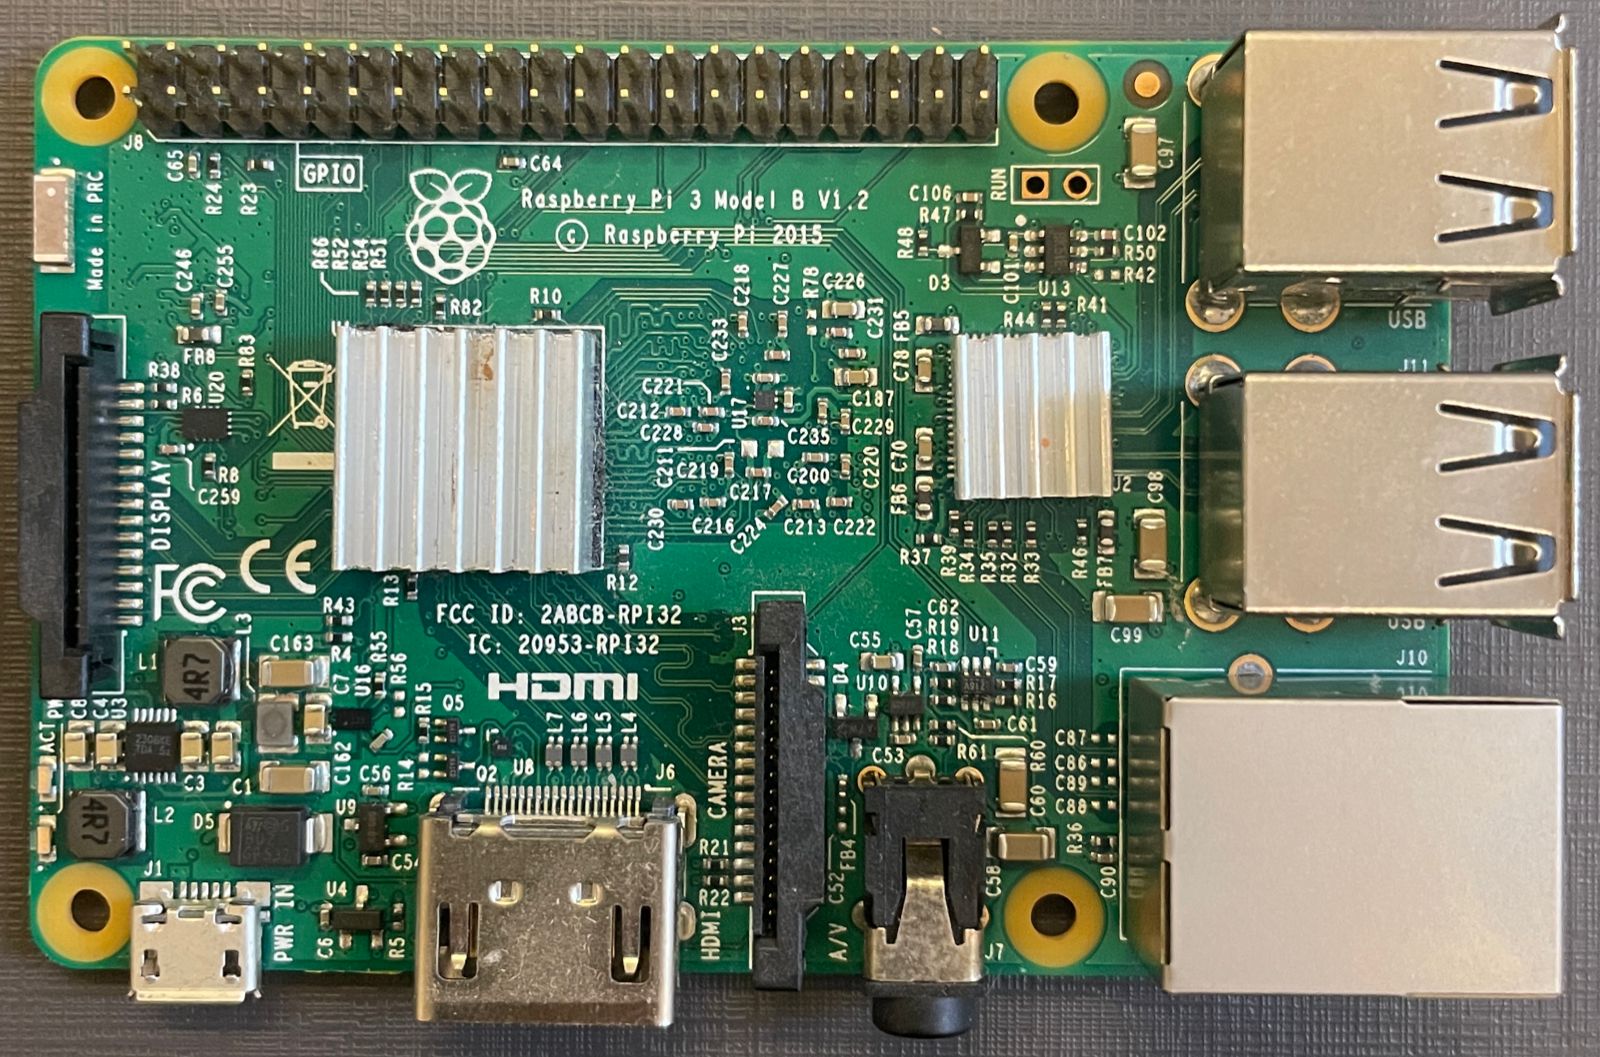 J8
C65
R24
R23
GPIO
C64
Made in PRC
Raspberry Pi 3 Model B V1.2
© Raspberry Pi 2015
RUN
C97
C106
R47
R48
D3
C101
U13
C102
R50
R42
R44
R41
USB
J11
R66
R52
R54
R51
R82
R10
C246
C255
FB8
R83
R38
R6
U20
R8
C259
DISPLAY
C218
C227
R78
C226
C231
C233
C221
C212
C228
U17
C187
C229
C235
C211
C219
C217
C200
C220
C230
C216
C224
C213
C222
FB5
C78
C70
FB6
J2
C98
R37
R39
R34
R35
R32
R33
R46
FB7
C99
USB
J10
FC
CE
R13
R12
FCC ID: 2ABCB-RPI32
IC: 20953-RPI32
HDMI
R43
R4
L3
L1
4R7
C163
C7
U16
R55
R56
R15
Q5
C162
C56
R14
Q2
U8
L7
L6
L5
L4
J6
ACT
C8
C4
U3
C3
C1
L2
4R7
D5
U9
C54
J1
PWR IN
U4
C6
R5
J3
CAMERA
R21
R22
HDMI
D4
C55
U10
C57
C62
R19
R18
U11
C59
R17
R16
C61
C53
R61
R60
C60
C58
FB4
C52
A/V
J7
C87
C86
C89
C88
R36
C90